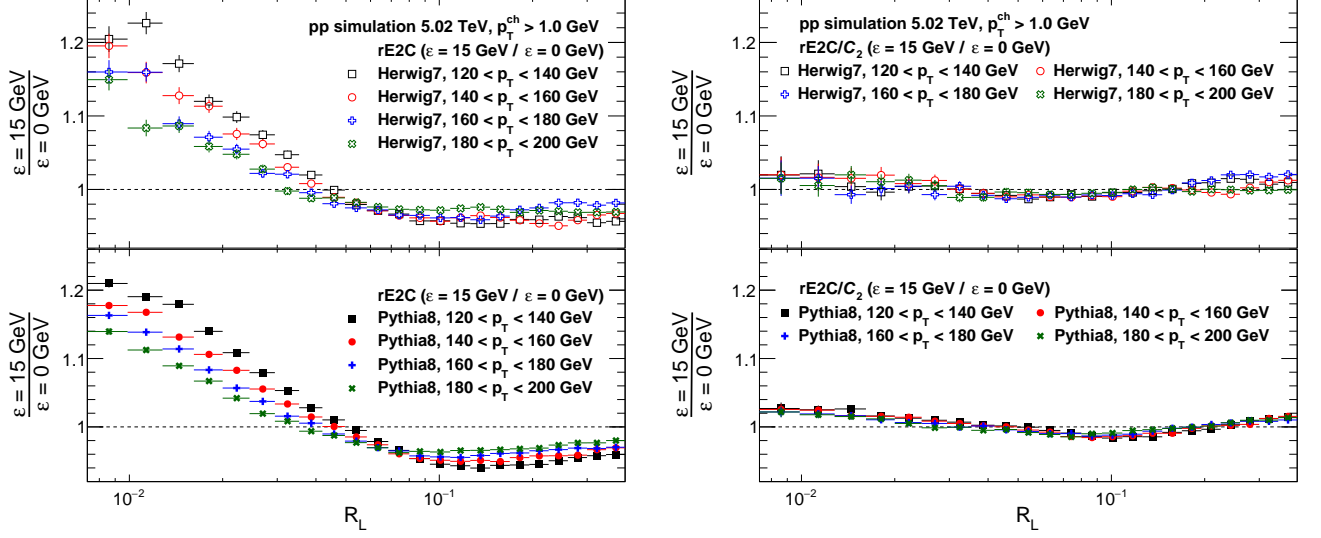 pp simulation 5.02 TeV, p_T^ch > 1.0 GeV
rE2C (ε = 15 GeV / ε = 0 GeV)
Herwig7, 120 < p_T < 140 GeV
Herwig7, 140 < p_T < 160 GeV
Herwig7, 160 < p_T < 180 GeV
Herwig7, 180 < p_T < 200 GeV
ε = 15 GeV
ε = 0 GeV
1.2
1.1
1
rE2C (ε = 15 GeV / ε = 0 GeV)
Pythia8, 120 < p_T < 140 GeV
Pythia8, 140 < p_T < 160 GeV
Pythia8, 160 < p_T < 180 GeV
Pythia8, 180 < p_T < 200 GeV
ε = 15 GeV
ε = 0 GeV
1.2
1.1
1
10^−2
10^−1
R_L
pp simulation 5.02 TeV, p_T^ch > 1.0 GeV
rE2C/C_2 (ε = 15 GeV / ε = 0 GeV)
Herwig7, 120 < p_T < 140 GeV
Herwig7, 140 < p_T < 160 GeV
Herwig7, 160 < p_T < 180 GeV
Herwig7, 180 < p_T < 200 GeV
ε = 15 GeV
ε = 0 GeV
1.2
1.1
1
rE2C/C_2 (ε = 15 GeV / ε = 0 GeV)
Pythia8, 120 < p_T < 140 GeV
Pythia8, 140 < p_T < 160 GeV
Pythia8, 160 < p_T < 180 GeV
Pythia8, 180 < p_T < 200 GeV
ε = 15 GeV
ε = 0 GeV
1.2
1.1
1
10^−2
10^−1
R_L